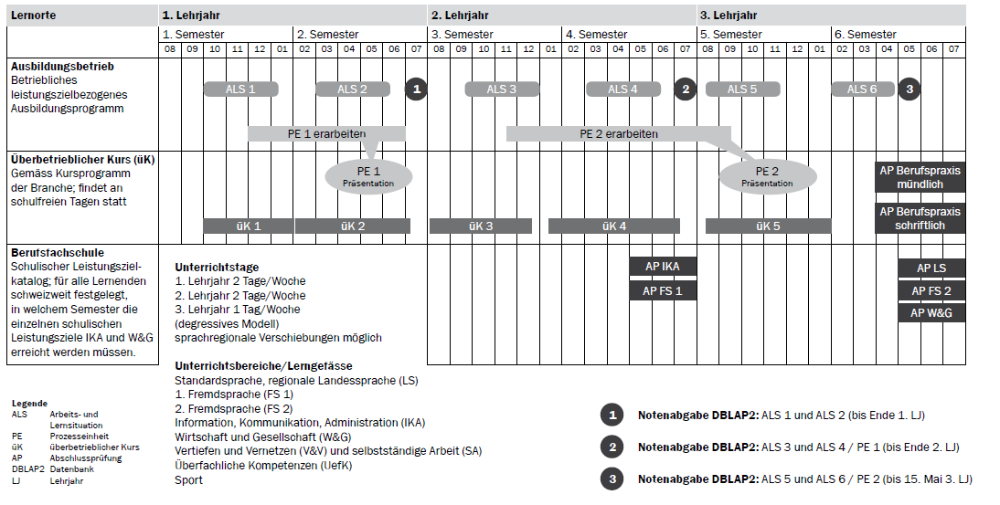 Lernorte 1. Lehrjahr 2. Lehrjahr 3. Lehrjahr
1. Semester 2. Semester 3. Semester 4. Semester 5. Semester 6. Semester
08 09 10 11 12 01 02 03 04 05 06 07 08 09 10 11 12 01 02 03 04 05 06 07 08 09 10 11 12 01 02 03 04 05 06 07
Ausbildungsbetrieb
Betriebliches
leistungszielbezogenes
Ausbildungsprogramm
ALS 1 ALS 2 1 ALS 3 ALS 4 2 ALS 5 ALS 6 3
PE 1 erarbeiten PE 2 erarbeiten
Überbetrieblicher Kurs (üK)
Gemäss Kursprogramm
der Branche; findet an
schulfreien Tagen statt
PE 1
Präsentation
PE 2
Präsentation
AP Berufspraxis
mündlich
AP Berufspraxis
schriftlich
üK 1 üK 2 üK 3 üK 4 üK 5
Berufsfachschule
Schulischer Leistungsziel-
katalog; für alle Lernenden
schweizweit festgelegt,
in welchem Semester die
einzelnen schulischen
Leistungsziele IKA und W&G
erreicht werden müssen.
Unterrichtstage
1. Lehrjahr 2 Tage/Woche
2. Lehrjahr 2 Tage/Woche
3. Lehrjahr 1 Tag/Woche
(degressives Modell)
sprachregionale Verschiebungen möglich
AP IKA
AP FS 1
AP LS
AP FS 2
AP W&G
Unterrichtsbereiche/Lerngefässe
Standardsprache, regionale Landessprache (LS)
1. Fremdsprache (FS 1)
2. Fremdsprache (FS 2)
Information, Kommunikation, Administration (IKA)
Wirtschaft und Gesellschaft (W&G)
Vertiefen und Vernetzen (V&V) und selbstständige Arbeit (SA)
Überfachliche Kompetenzen (UefK)
Sport
Legende
ALS Arbeits- und
Lernsituation
PE Prozesseinheit
üK überbetrieblicher Kurs
AP Abschlussprüfung
DBLAP2 Datenbank
LJ Lehrjahr
1 Notenabgabe DBLAP2: ALS 1 und ALS 2 (bis Ende 1. LJ)
2 Notenabgabe DBLAP2: ALS 3 und ALS 4 / PE 1 (bis Ende 2. LJ)
3 Notenabgabe DBLAP2: ALS 5 und ALS 6 / PE 2 (bis 15. Mai 3. LJ)